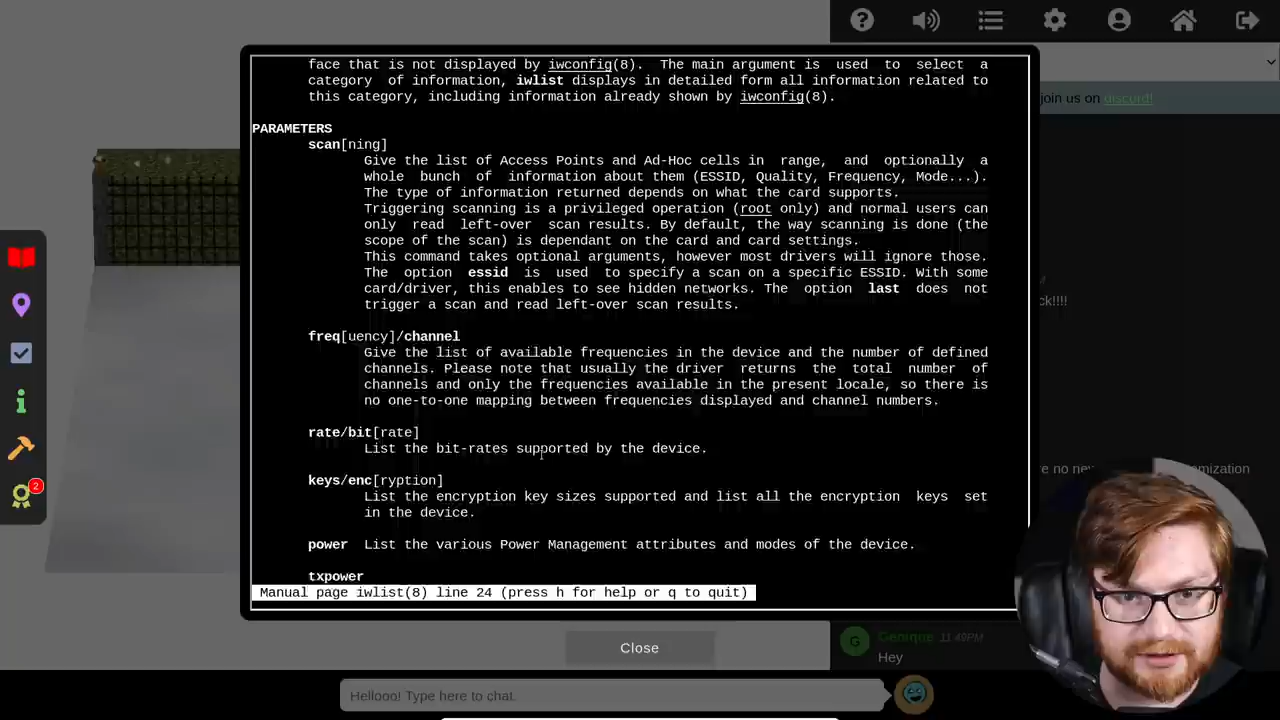 face that is not displayed by iwconfig(8). The main argument is used to select a
category of information, iwlist displays in detailed form all information related to
this category, including information already shown by iwconfig(8).
PARAMETERS
scan[ning]
Give the list of Access Points and Ad-Hoc cells in range, and optionally a
whole bunch of information about them (ESSID, Quality, Frequency, Mode...).
The type of information returned depends on what the card supports.
Triggering scanning is a privileged operation (root only) and normal users can
only read left-over scan results. By default, the way scanning is done (the
scope of the scan) is dependant on the card and card settings.
This command takes optional arguments, however most drivers will ignore those.
The option essid is used to specify a scan on a specific ESSID. With some
card/driver, this enables to see hidden networks. The option last does not
trigger a scan and read left-over scan results.
freq[uency]/channel
Give the list of available frequencies in the device and the number of defined
channels. Please note that usually the driver returns the total number of
channels and only the frequencies available in the present locale, so there is
no one-to-one mapping between frequencies displayed and channel numbers.
rate/bit[rate]
List the bit-rates supported by the device.
keys/enc[ryption]
List the encryption key sizes supported and list all the encryption keys set
in the device.
power List the various Power Management attributes and modes of the device.
txpower
Manual page iwlist(8) line 24 (press h for help or q to quit)
Close
Hellooo! Type here to chat.
2
join us on discord!
ck!!!!
re no new
mization
G
Genique 11:49PM
Hey